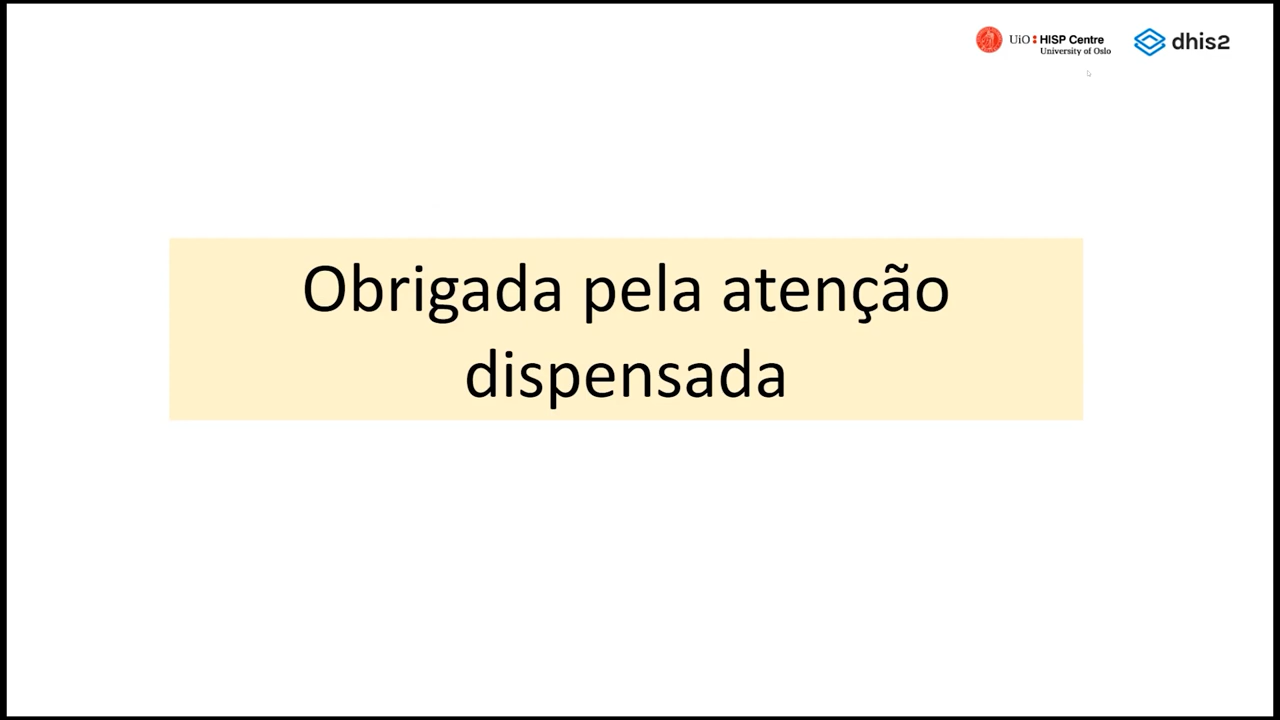 UiO: HISP Centre
University of Oslo
dhis2
Obrigada pela atenção
dispensada